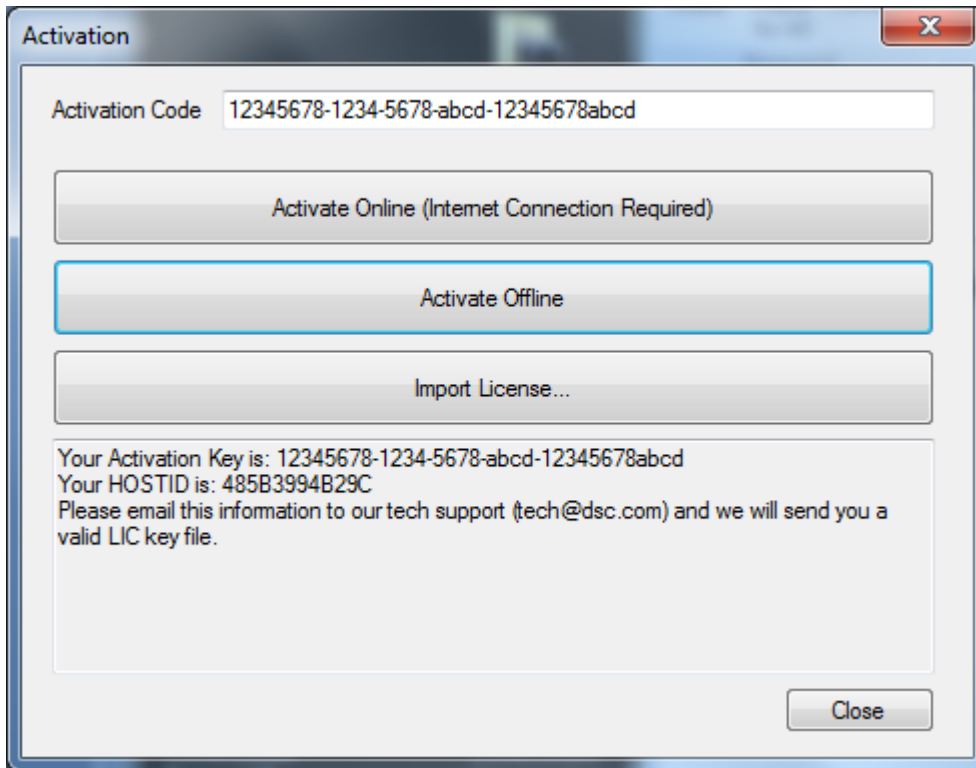 Activation
Activation Code 12345678-1234-5678-abcd-12345678abcd
Activate Online (Internet Connection Required)
Activate Offline
Import License...
Your Activation Key is: 12345678-1234-5678-abcd-12345678abcd
Your HOSTID is: 485B3994B29C
Please email this information to our tech support (tech@dsc.com) and we will send you a
valid LIC key file.
Close